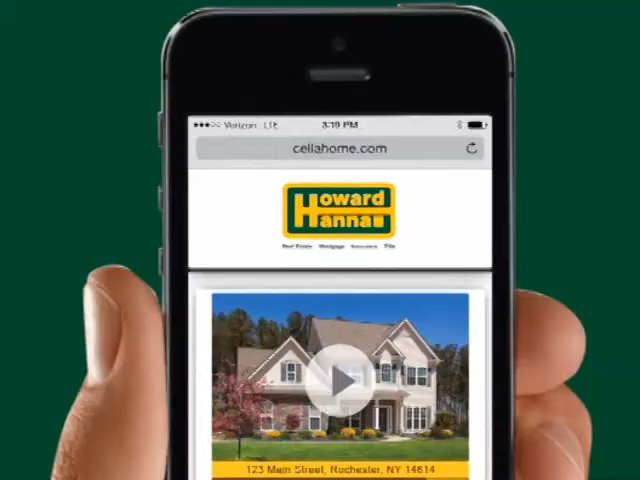 Verizon LTE 3:10 PM
cellahome.com
Howard
Hanna
Real Estate Mortgage Insurance Title
123 Main Street, Rochester, NY 14614